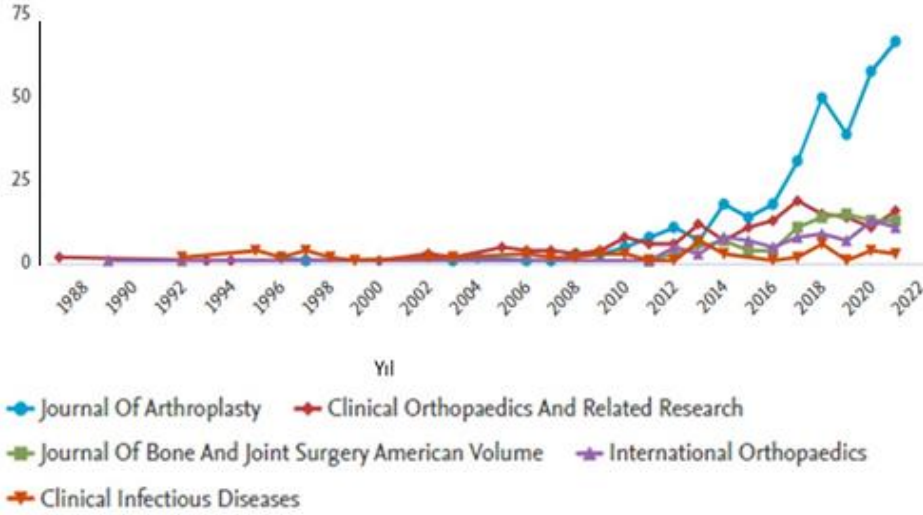 75
50
25
0
1988 1990 1992 1994 1996 1998 2000 2002 2004 2006 2008 2010 2012 2014 2016 2018 2020 2022
Yıl
Journal Of Arthroplasty Clinical Orthopaedics And Related Research
Journal Of Bone And Joint Surgery American Volume International Orthopaedics
Clinical Infectious Diseases